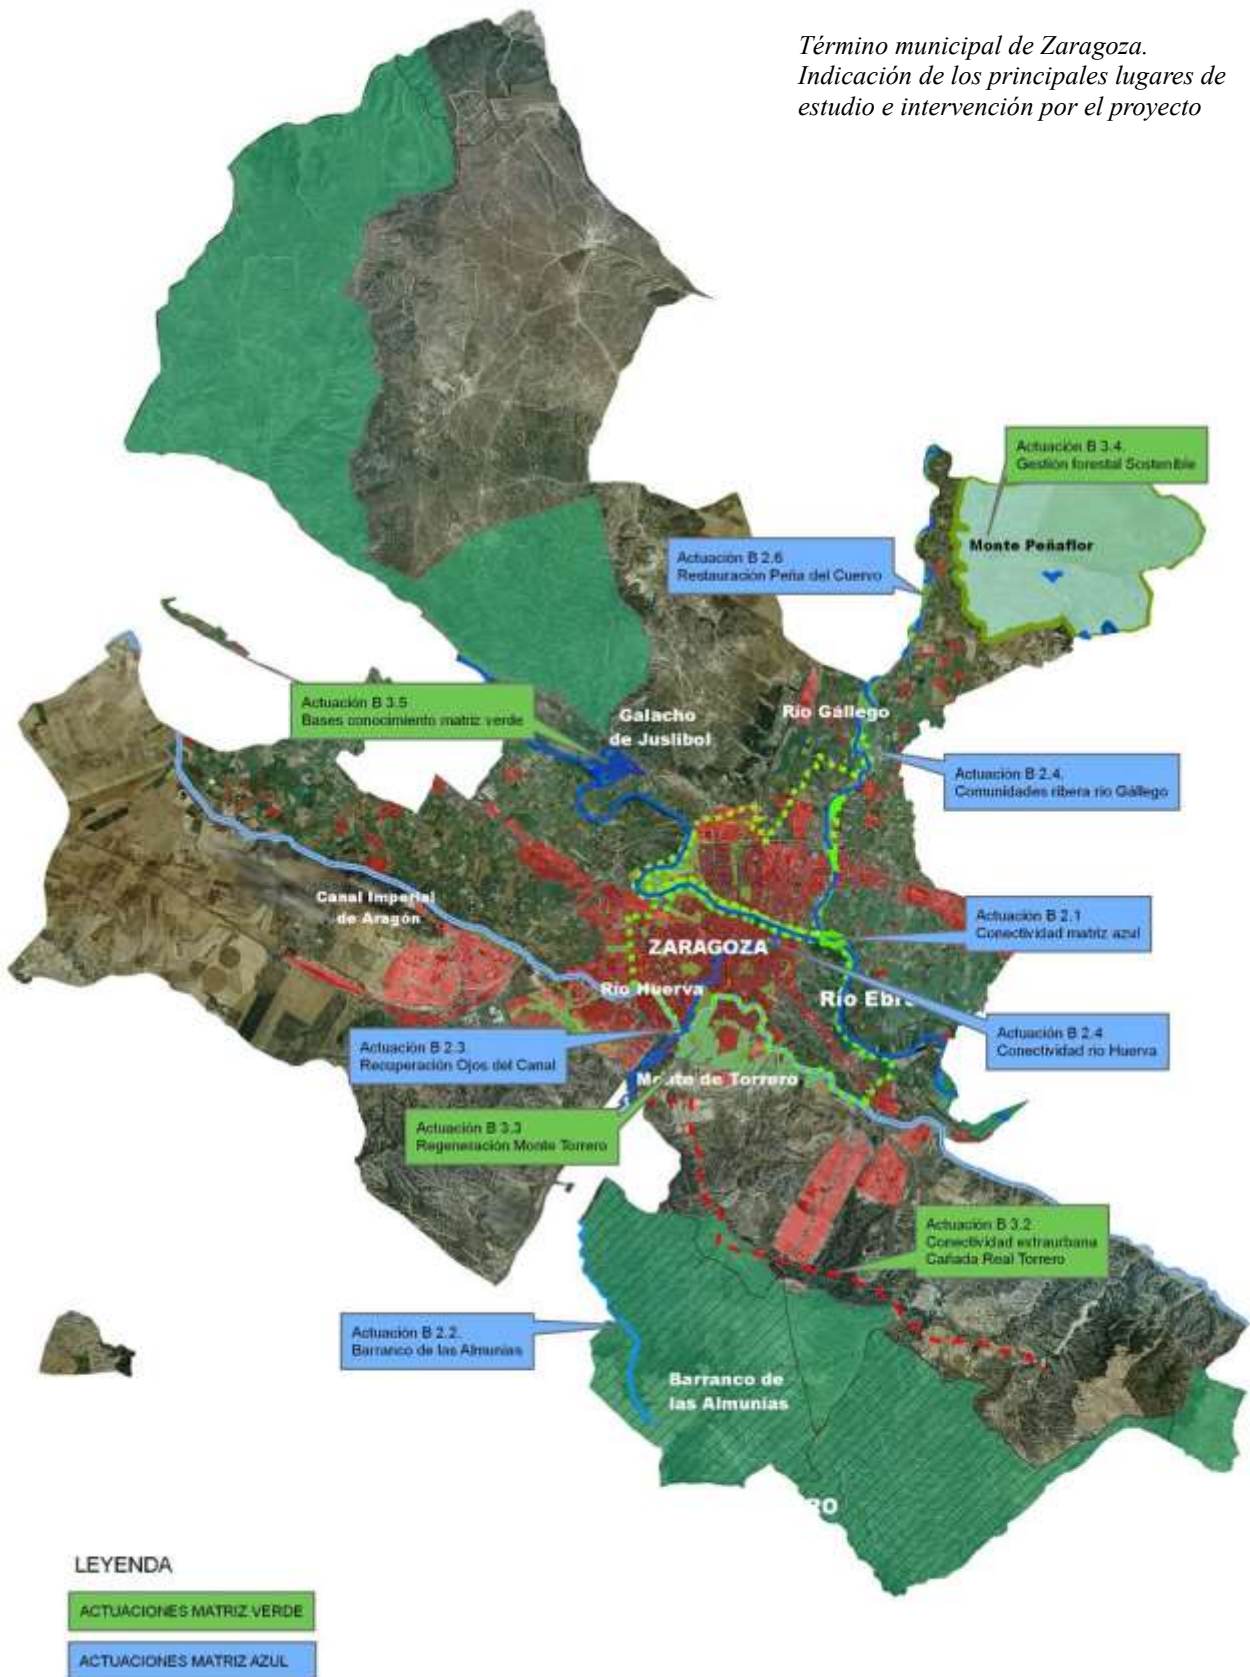 Término municipal de Zaragoza.
Indicación de los principales lugares de
estudio e intervención por el proyecto
Actuación B 3.4.
Gestión forestal Sostenible
Monte Peñaflor
Actuación B 2.6
Restauración Peña del Cuervo
Actuación B 3.5
Bases conocimiento matriz verde
Galacho
de Juslibol
Río Gállego
Actuación B 2.4.
Comunidades ribera río Gállego
Canal Imperial
de Aragón
Actuación B 2.1
Conectividad matriz azul
ZARAGOZA
Río Huerva
Río Ebr
Actuación B 2.4
Conectividad río Huerva
Actuación B 2.3
Recuperación Ojos del Canal
Monte de Torrero
Actuación B 3.3
Regeneración Monte Torrero
Actuación B 3.2
Conectividad extraurbana
Cañada Real Torrero
Actuación B 2.2.
Barranco de las Almunias
Barranco de
las Almunias
RO
LEYENDA
ACTUACIONES MATRIZ VERDE
ACTUACIONES MATRIZ AZUL